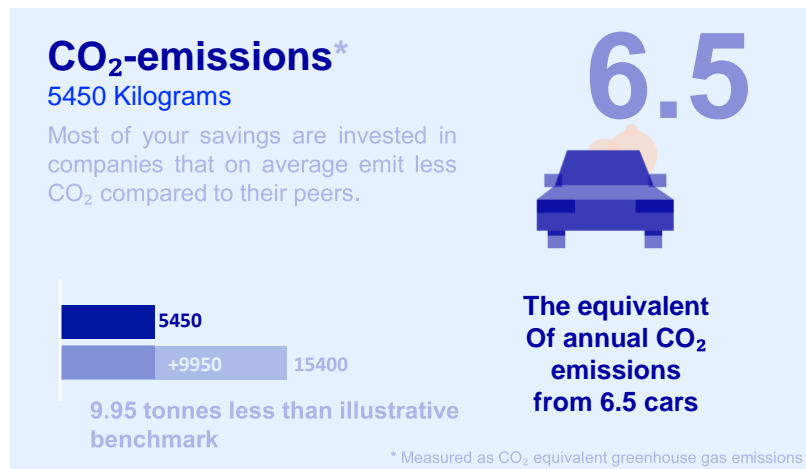 CO₂-emissions*
5450 Kilograms
Most of your savings are invested in
companies that on average emit less
CO₂ compared to their peers.
6.5
5450
+9950 15400
9.95 tonnes less than illustrative
benchmark
The equivalent
Of annual CO₂
emissions
from 6.5 cars
* Measured as CO₂ equivalent greenhouse gas emissions